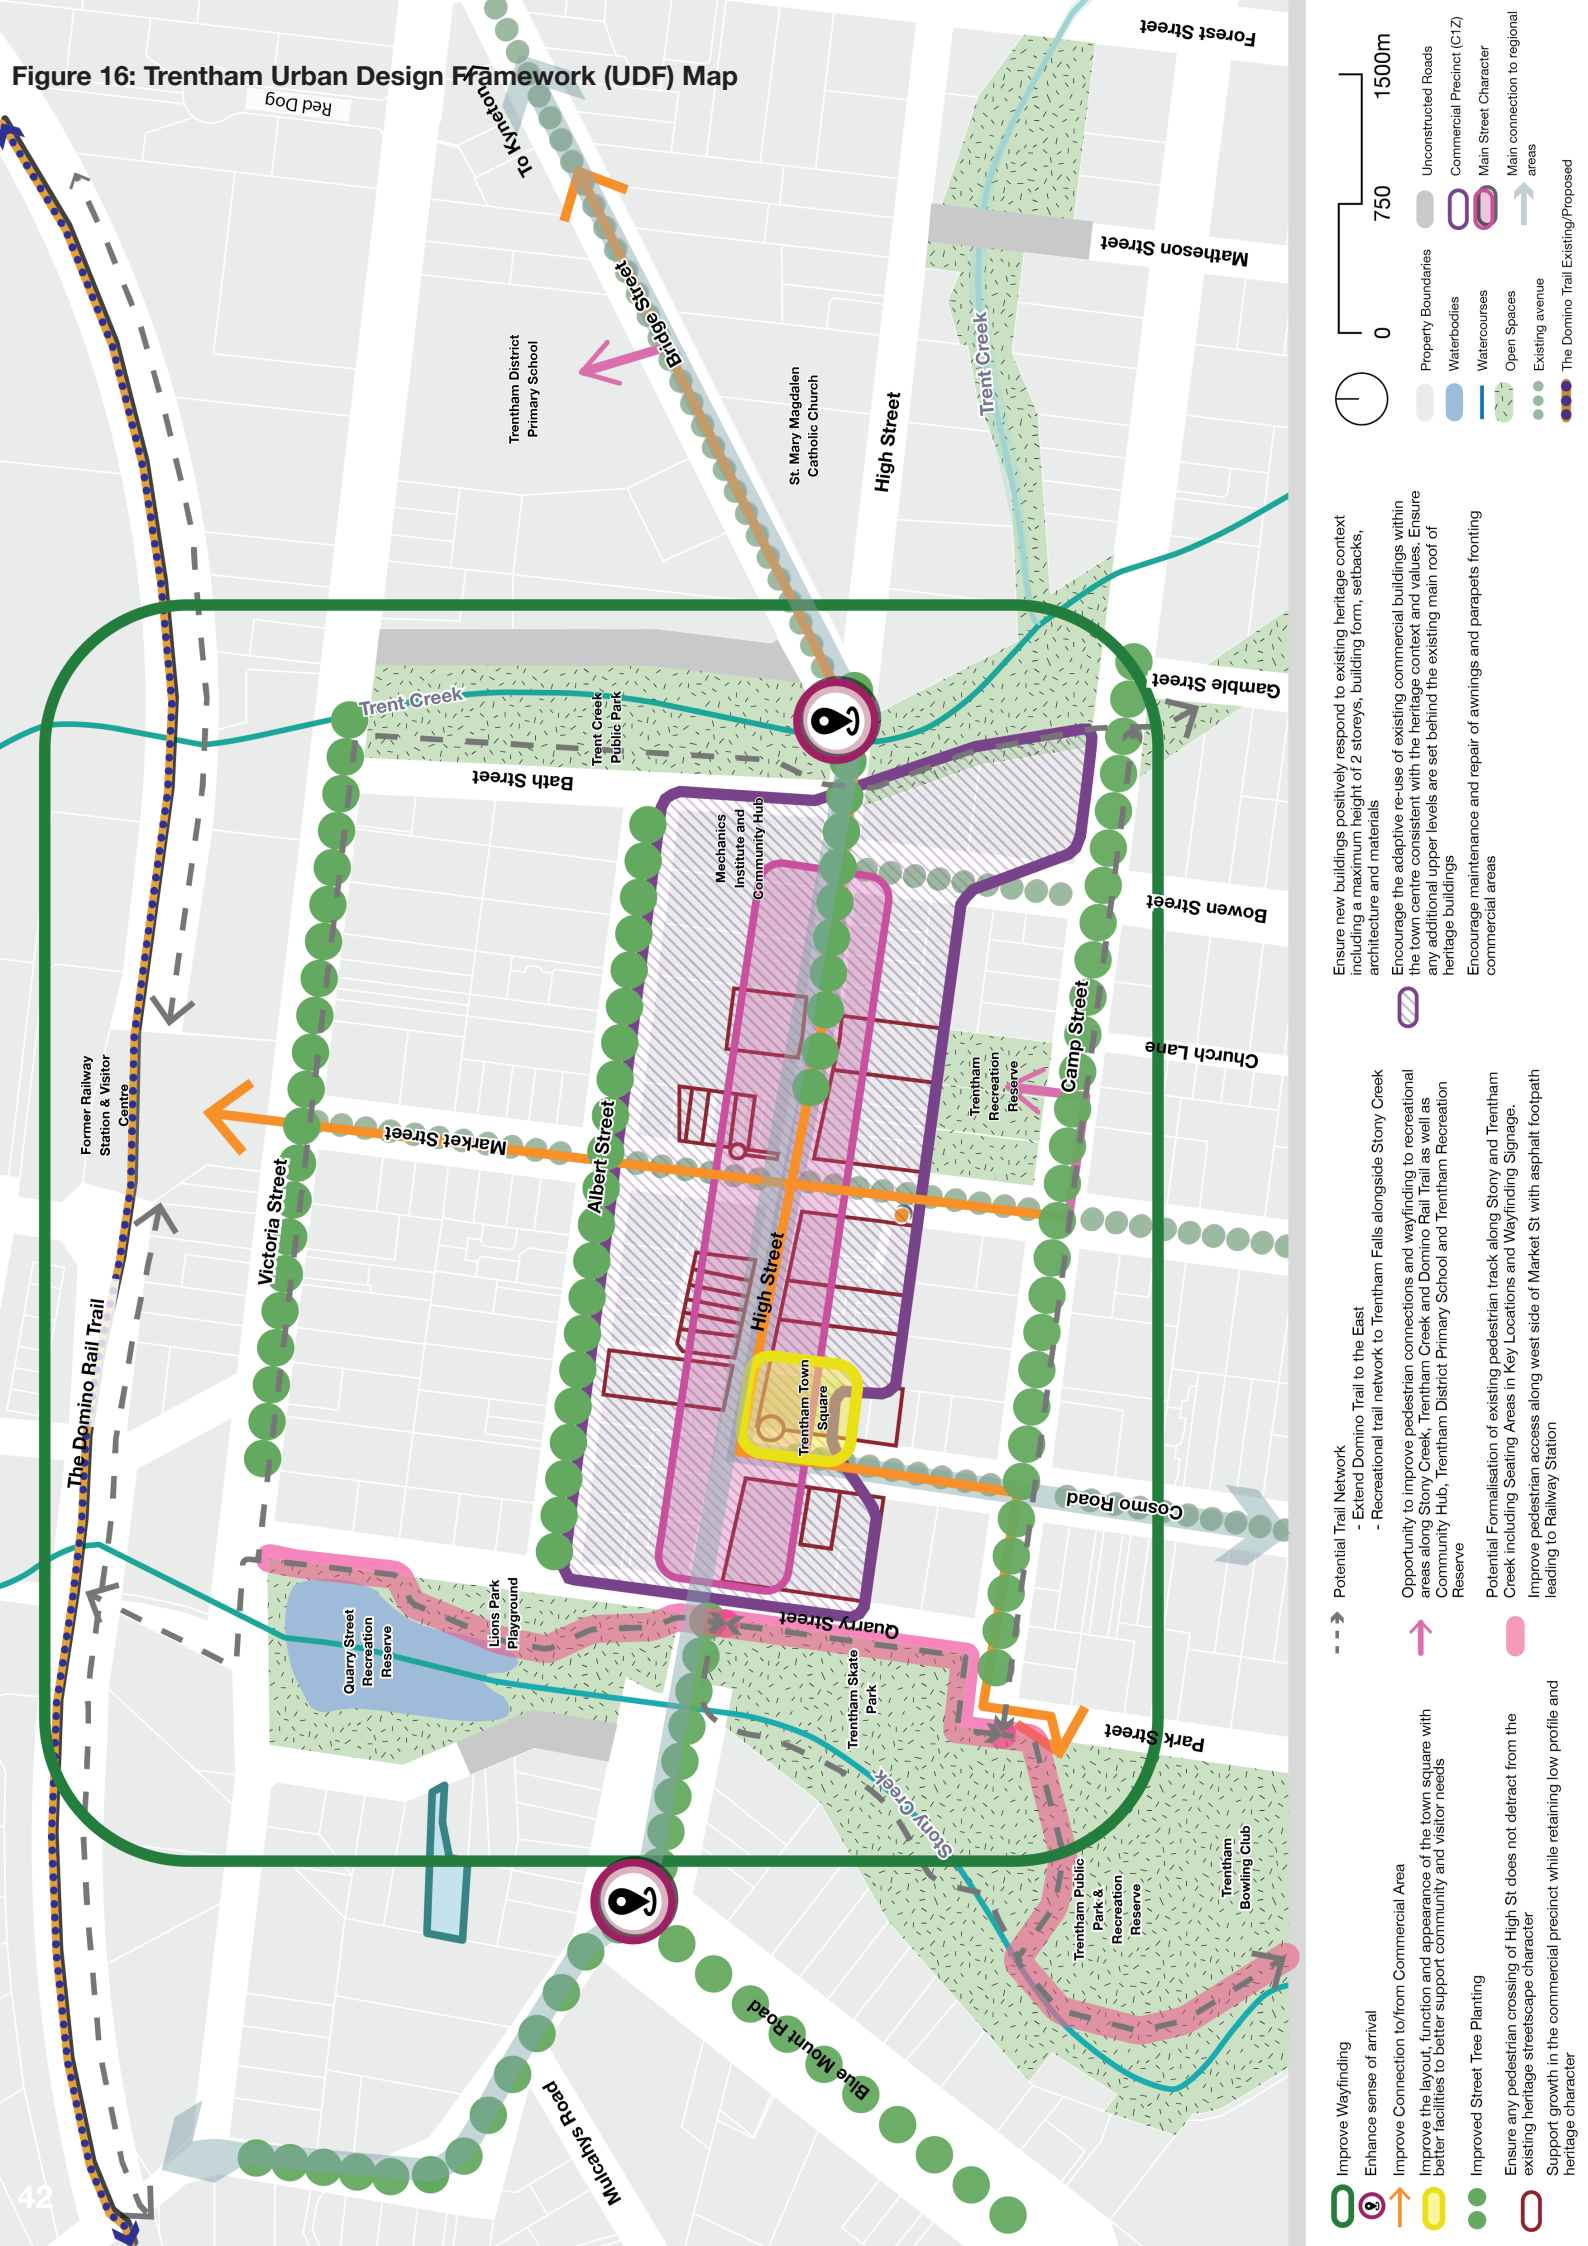 Figure 16: Trentham Urban Design Framework (UDF) Map
Red Dog
To Kyneton
Forest Street
Bridge Street
Matheson Street
Trentham District
Primary School
St. Mary Magdalen
Catholic Church
High Street
Trent Creek
Trent Creek
Trent Creek
Public Park
Bath Street
Gamble Street
Mechanics
Institute and
Community Hub
Bowen Street
Church Lane
Camp Street
Trentham
Recreation
Reserve
Former Railway
Station & Visitor
Centre
Market Street
Albert Street
Victoria Street
High Street
The Domino Rail Trail
Trentham Town
Square
Cosmo Road
Quarry Street
Lions Park
Playground
Quarry Street
Recreation
Reserve
Trentham Skate
Park
Park Street
Stony Creek
Trentham Public
Park &
Recreation
Reserve
Trentham
Bowling Club
Blue Mount Road
Mulcahys Road
42
Improve Wayfinding
Enhance sense of arrival
Improve Connection to/from Commercial Area
Improve the layout, function and appearance of the town square with
better facilities to better support community and visitor needs
Improved Street Tree Planting
Ensure any pedestrian crossing of High St does not detract from the
existing heritage streetscape character
Support growth in the commercial precinct while retaining low profile and
heritage character
Potential Trail Network
- Extend Domino Trail to the East
- Recreational trail network to Trentham Falls alongside Stony Creek
Opportunity to improve pedestrian connections and wayfinding to recreational
areas along Stony Creek, Trentham Creek and Domino Rail Trail as well as
Community Hub, Trentham District Primary School and Trentham Recreation
Reserve
Potential Formalisation of existing pedestrian track along Stony and Trentham
Creek including Seating Areas in Key Locations and Wayfinding Signage.
Improve pedestrian access along west side of Market St with asphalt footpath
leading to Railway Station
Ensure new buildings positively respond to existing heritage context
including a maximum height of 2 storeys, building form, setbacks,
architecture and materials
Encourage the adaptive re-use of existing commercial buildings within
the town centre consistent with the heritage context and values. Ensure
any additional upper levels are set behind the existing main roof of
heritage buildings
Encourage maintenance and repair of awnings and parapets fronting
commercial areas
0 750 1500m
Property Boundaries
Waterbodies
Watercourses
Open Spaces
Existing avenue
The Domino Trail Existing/Proposed
Unconstructed Roads
Commercial Precinct (C1Z)
Main Street Character
Main connection to regional
areas